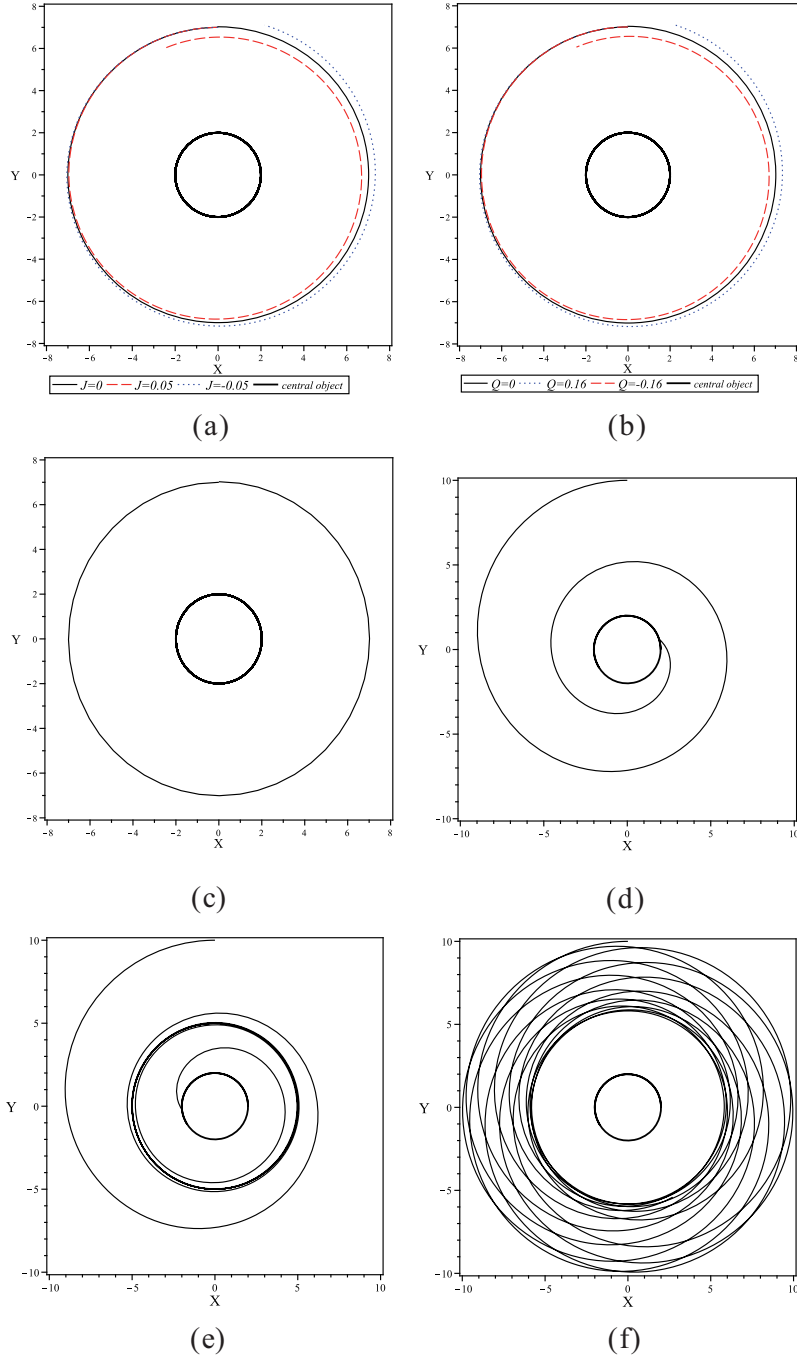 8
6
4
2
Y 0
−2
−4
−6
−8
−8 −6 −4 −2 0 2 4 6 8
X
J=0 J=0.05 J=-0.05 central object
(a)
8
6
4
2
Y 0
−2
−4
−6
−8
−8 −6 −4 −2 0 2 4 6 8
X
Q=0 Q=0.16 Q=-0.16 central object
(b)
8
6
4
2
Y 0
−2
−4
−6
−8
−8 −6 −4 −2 0 2 4 6 8
X
(c)
10
5
Y 0
−5
−10
−10 −5 0 5 10
X
(d)
10
5
Y 0
−5
−10
−10 −5 0 5 10
X
(e)
10
5
Y 0
−5
−10
−10 −5 0 5 10
X
(f)